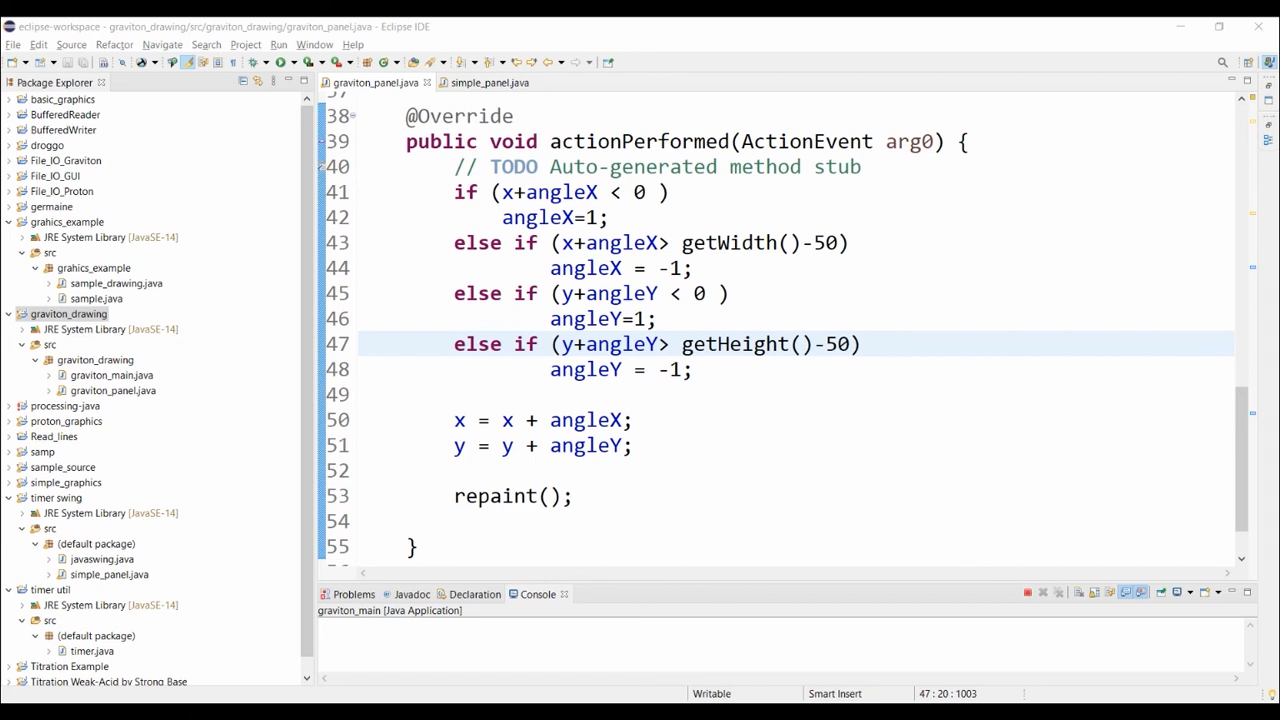 eclipse-workspace - graviton_drawing/src/graviton_drawing/graviton_panel.java - Eclipse IDE
File Edit Source Refactor Navigate Search Project Run Window Help
Package Explorer
basic_graphics
BufferedReader
BufferedWriter
droggo
File_IO_Graviton
File_IO_GUI
File_IO_Proton
germaine
grahics_example
JRE System Library [JavaSE-14]
src
grahics_example
sample_drawing.java
sample.java
graviton_drawing
JRE System Library [JavaSE-14]
src
graviton_drawing
graviton_main.java
graviton_panel.java
processing-java
proton_graphics
Read_lines
samp
sample_source
simple_graphics
timer swing
JRE System Library [JavaSE-14]
src
(default package)
javaswing.java
simple_panel.java
timer util
JRE System Library [JavaSE-14]
src
(default package)
timer.java
Titration Example
Titration Weak-Acid by Strong Base
graviton_panel.java simple_panel.java
37
38 @Override
39 public void actionPerformed(ActionEvent arg0) {
40 // TODO Auto-generated method stub
41 if (x+angleX < 0 )
42 angleX=1;
43 else if (x+angleX> getWidth()-50)
44 angleX = -1;
45 else if (y+angleY < 0 )
46 angleY=1;
47 else if (y+angleY> getHeight()-50)
48 angleY = -1;
49
50 x = x + angleX;
51 y = y + angleY;
52
53 repaint();
54
55 }
Problems Javadoc Declaration Console
graviton_main [Java Application]
Writable Smart Insert 47 : 20 : 1003